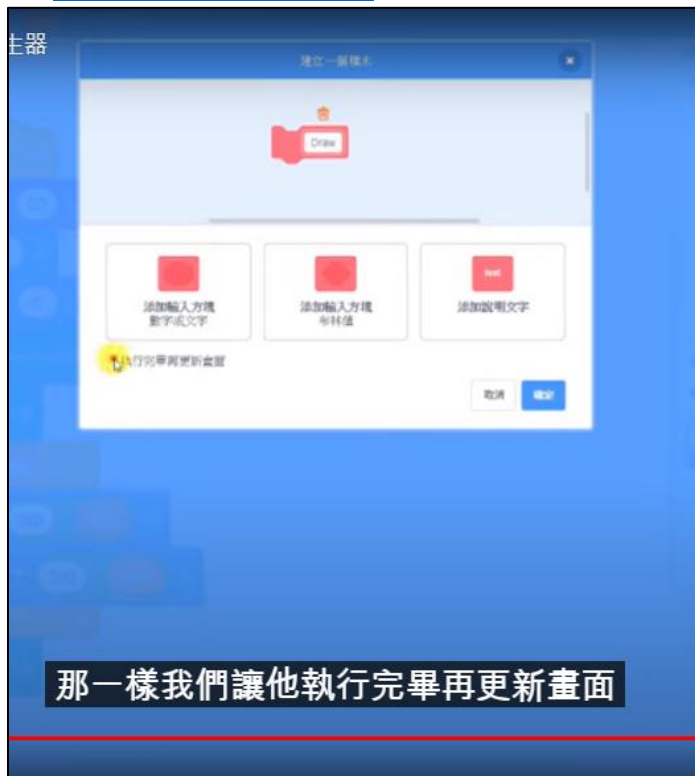 生器
建立一個積木
Draw
添加輸入方塊
數字或文字
添加輸入方塊
布林值
text
添加說明文字
執行完畢再更新畫面
取消
確定
那一樣我們讓他執行完畢再更新畫面